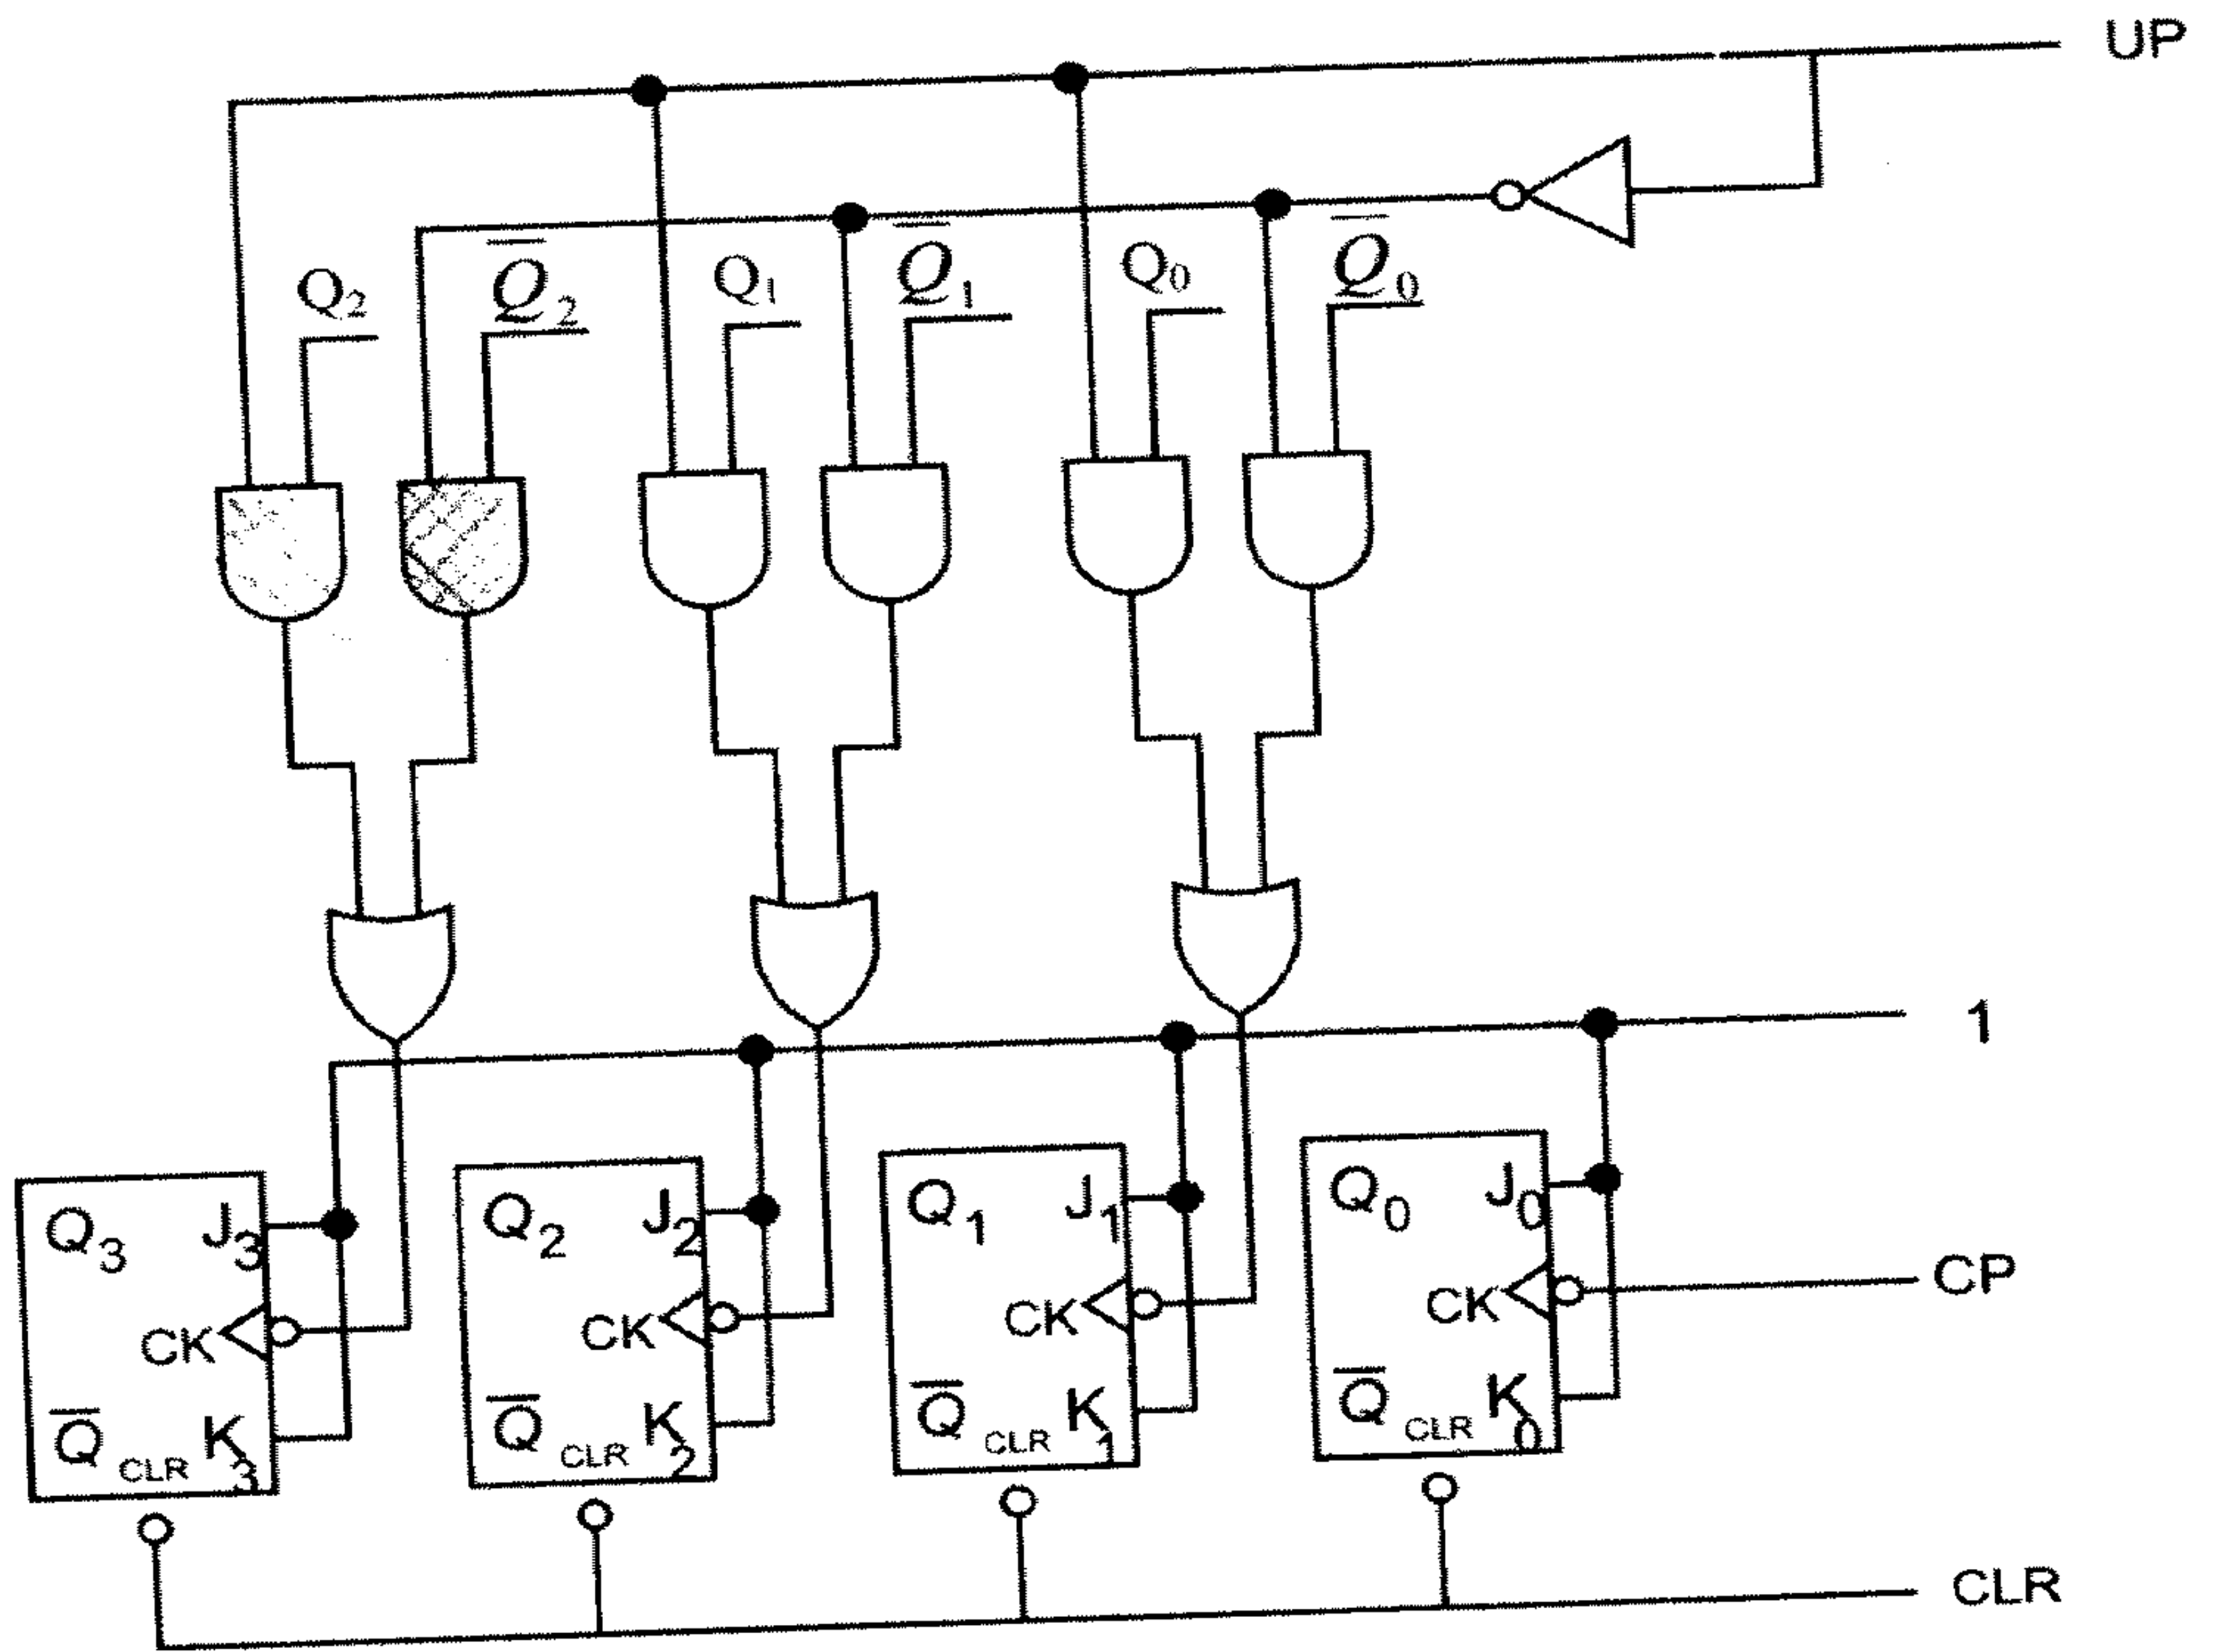 UP
Q₂ Q̅₂ Q₁ Q̅₁ Q₀ Q̅₀
1
Q₃ J₃ Q₂ J₂ Q₁ J₁ Q₀ J₀
CK CK CK CK CP
Q̅ CLR K₃ Q̅ CLR K₂ Q̅ CLR K₁ Q̅ CLR K₀
CLR